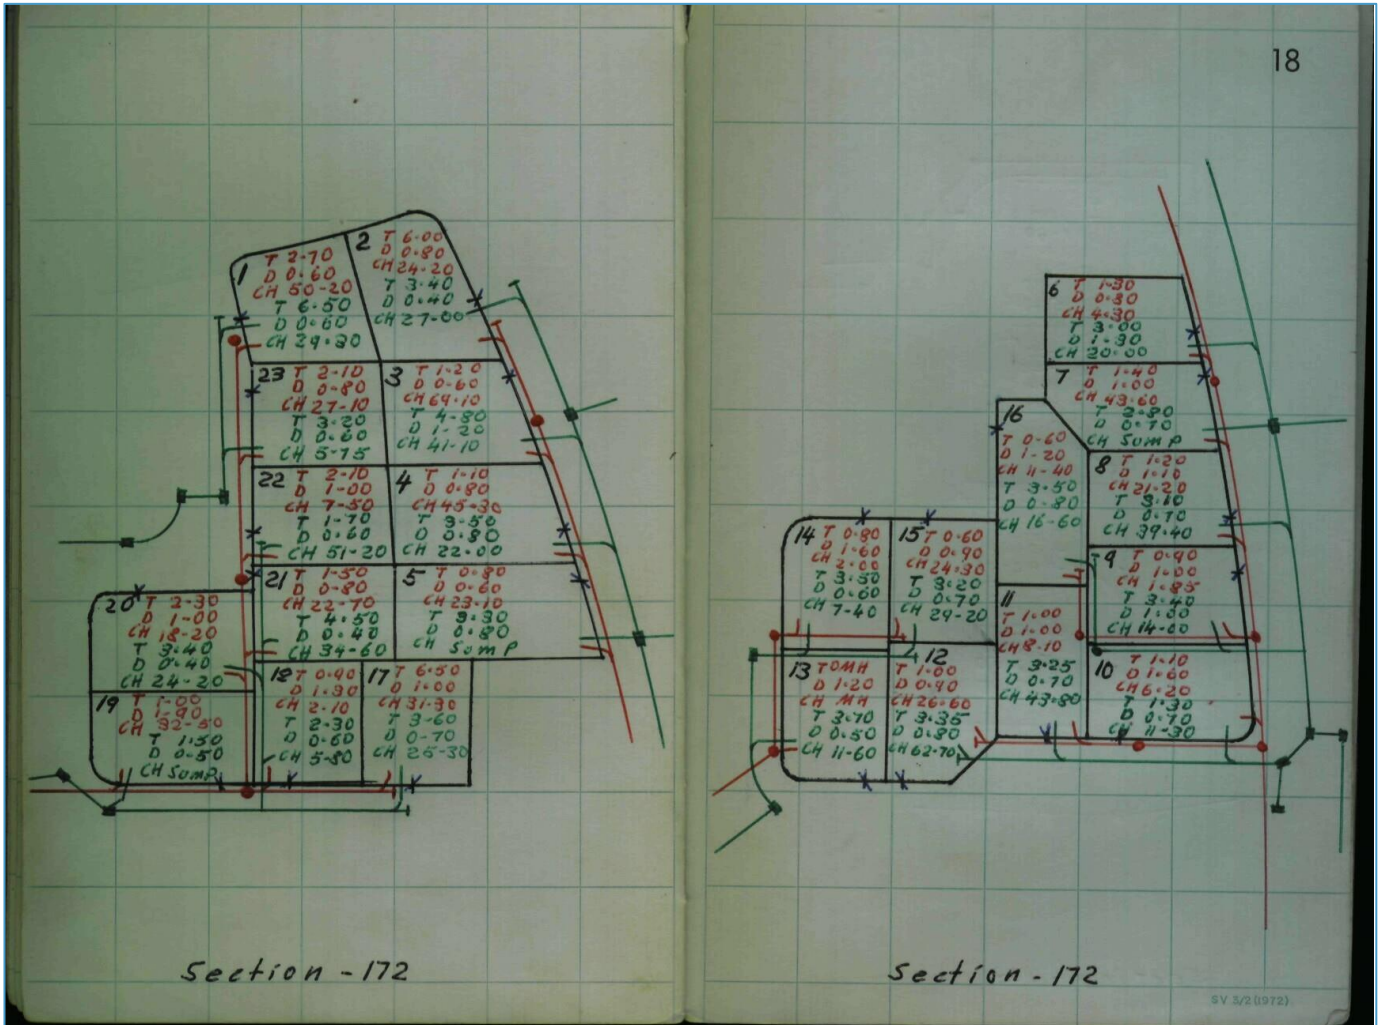 18
1
T 2-70
D 0.60
CH 50-20
T 6.50
D 0.60
CH 29-30
2
T 6-00
D 0.80
CH 24-20
T 3-40
D 0.40
CH 27-00
23
T 2-10
D 0-80
CH 27-10
T 3-20
D 0.60
CH 5-75
3
T 1-20
D 0-60
CH 69-10
T 4-80
D 1-20
CH 41-10
22
T 2-10
D 1-00
CH 7-50
T 1-70
D 0.60
CH 51-20
4
T 1-10
D 0.80
CH 45-30
T 3-50
D 0.80
CH 22.00
21
T 1-50
D 0-80
CH 22-70
T 4.50
D 0.40
CH 34-60
5
T 0-80
D 0-60
CH 23-10
D 0.80
CH Sump
20
T 2-30
D 1-00
CH 18-20
T 3-40
D 0.40
CH 24-20
19
T 1-00
T 1.50
D 0.50
CH Sump
18
T 0-90
D 1-30
CH 2-10
T 2-30
D 0-60
CH 5-80
17
T 6-50
D 1-00
CH 31-30
T 3-60
D 0-70
CH 25-30
Section - 172
6
T 1-30
D 0.30
CH 4.30
T 3-00
D 1-30
CH 20-00
7
T 1-40
D 1-00
CH 43-60
T 2-80
D 0-70
CH Sump
16
T 0-60
D 1-20
CH 4-40
T 3-50
D 0-80
CH 16-60
8
T 1-20
D 1-10
CH 21-20
T 3-10
D 0.70
CH 39.40
14
T 0.80
D 1-60
CH 2-00
T 3-50
D 0-60
CH 7-40
15
T 0-60
D 0-90
CH 24-30
T 3-20
D 0-70
CH 29-20
9
T 0-90
D 1-00
CH 1-85
T 3-40
D 1-00
CH 14-00
11
T 1-00
D 1-00
CH 8-10
T 3-25
D 0-70
CH 43-80
13
TOMH
D 1-20
CH MH
T 3-70
D 0.50
CH 11-60
12
T 1-00
D 0-90
CH 26-60
T 3-35
D 0-80
CH 62-70
10
T 1-10
D 1-60
CH 6-20
T 1-30
D 0-70
CH 11-30
Section - 172
SV 3/2 (1972)